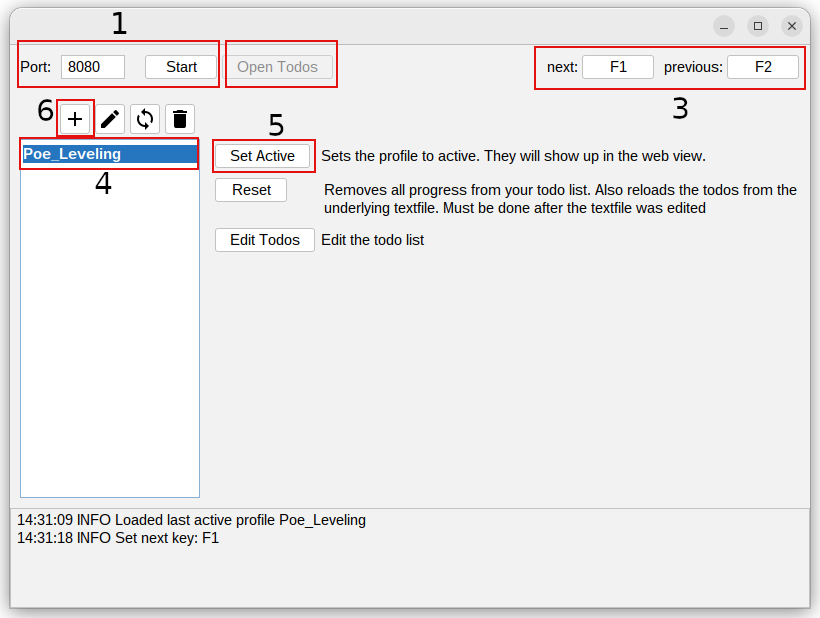 1
Port: 8080 Start Open Todos next: F1 previous: F2
3
6
5
Poe_Leveling
4
Set Active Sets the profile to active. They will show up in the web view.
Reset Removes all progress from your todo list. Also reloads the todos from the
underlying textfile. Must be done after the textfile was edited
Edit Todos Edit the todo list
14:31:09 INFO Loaded last active profile Poe_Leveling
14:31:18 INFO Set next key: F1